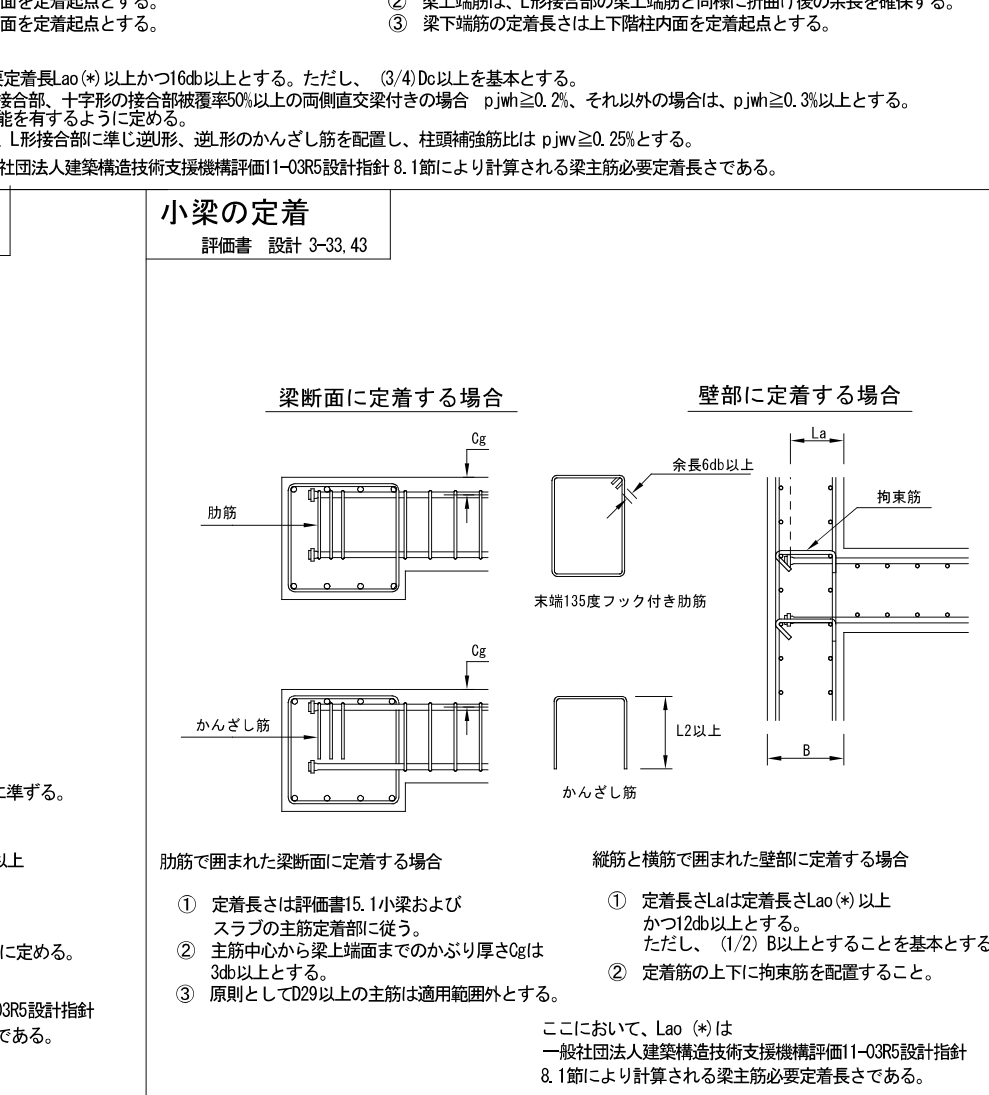 面を定着起点とする。
② 梁上端筋は、L形接合部の梁上端筋と同様に折曲げ後の余長を確保する。
面を定着起点とする。
③ 梁下端筋の定着長さは上下階柱内面を定着起点とする。
定着長Lao(*)以上かつ16db以上とする。ただし、(3/4)Dc以上を基本とする。
接合部、十字形の接合部被覆率50%以上の両側直交梁付きの場合 pjwh≧0.2%、それ以外の場合は、pjwh≧0.3%以上とする。
能を有するように定める。
、L形接合部に準じ逆U形、逆L形のかんざし筋を配置し、柱頭補強筋比は pjwv≧0.25%とする。
社団法人建築構造技術支援機構評価11-03R5設計指針 8.1節により計算される梁主筋必要定着長さである。
小梁の定着
評価書 設計 3-33,43
梁断面に定着する場合
壁部に定着する場合
Cg
La
余長6db以上
拘束筋
肋筋
末端135度フック付き肋筋
Cg
かんざし筋
L2以上
B
かんざし筋
に準ずる。
以上
に定める。
03R5設計指針
である。
肋筋で囲まれた梁断面に定着する場合
① 定着長さは評価書15.1小梁および
スラブの主筋定着部に従う。
② 主筋中心から梁上端面までのかぶり厚さCgは
3db以上とする。
③ 原則としてD29以上の主筋は適用範囲外とする。
縦筋と横筋で囲まれた壁部に定着する場合
① 定着長さLaは定着長さLao(*)以上
かつ12db以上とする。
ただし、(1/2)B以上とすることを基本とする
② 定着筋の上下に拘束筋を配置すること。
ここにおいて、Lao (*)は
一般社団法人建築構造技術支援機構評価11-03R5設計指針
8.1節により計算される梁主筋必要定着長さである。